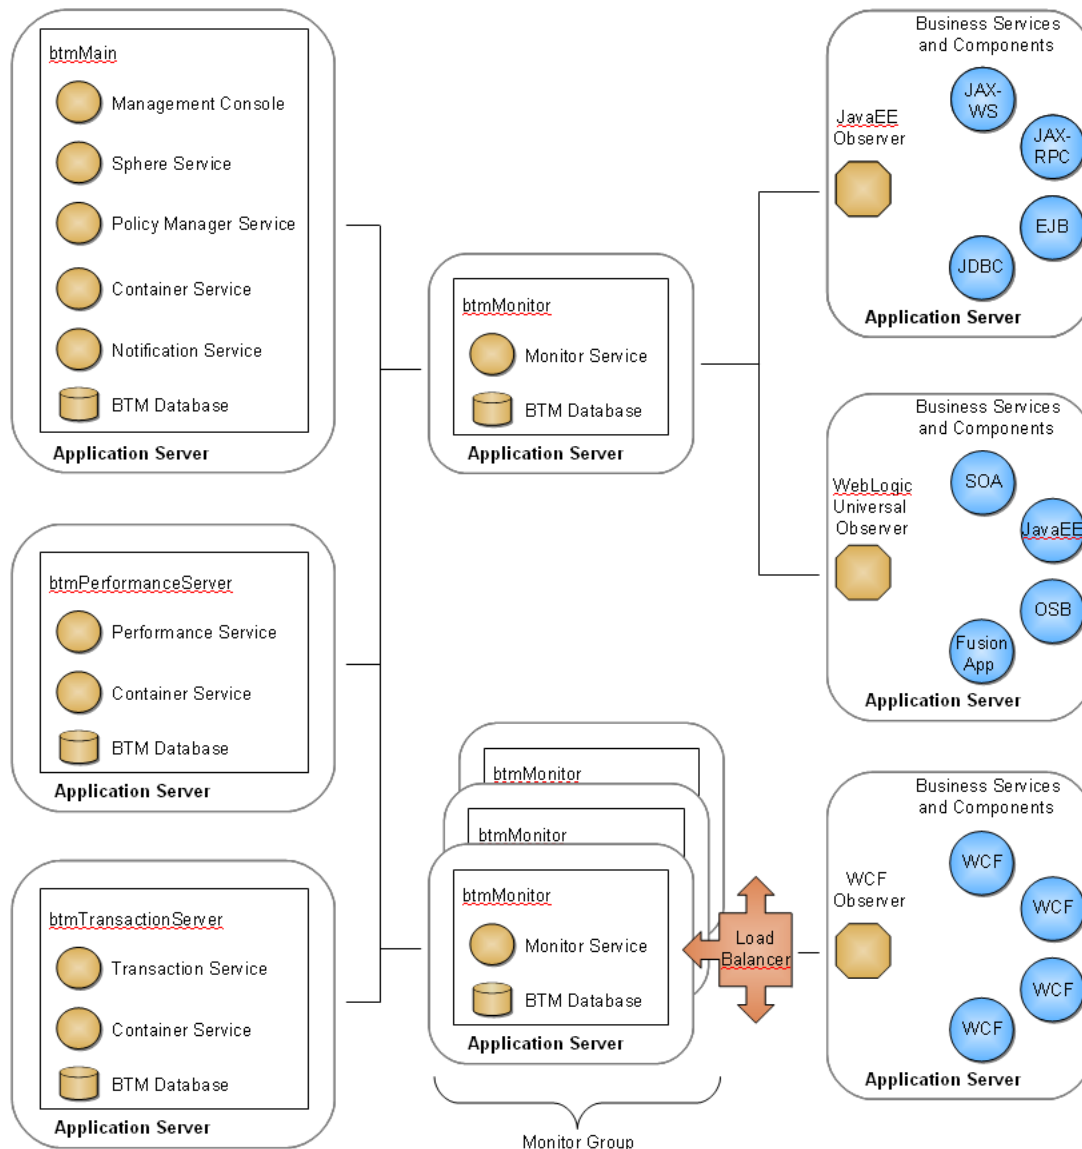 btmMain
Management Console
Sphere Service
Policy Manager Service
Container Service
Notification Service
BTM Database
Application Server
btmPerformanceServer
Performance Service
Container Service
BTM Database
Application Server
btmTransactionServer
Transaction Service
Container Service
BTM Database
Application Server
btmMonitor
Monitor Service
BTM Database
Application Server
btmMonitor
btmMonitor
btmMonitor
Monitor Service
BTM Database
Application Server
Monitor Group
Load
Balancer
Business Services
and Components
JavaEE
Observer
JAX-
WS
JAX-
RPC
EJB
JDBC
Application Server
Business Services
and Components
WebLogic
Universal
Observer
SOA
JavaEE
OSB
Fusion
App
Application Server
Business Services
and Components
WCF
Observer
WCF
WCF
WCF
WCF
Application Server